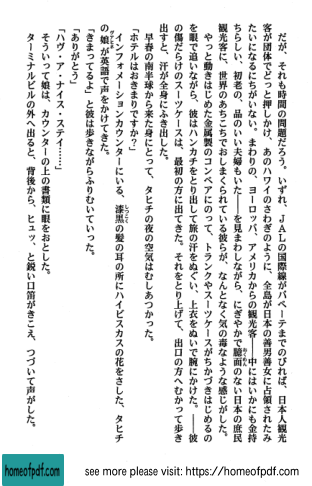 だが、それも時間の問題だろう。いずれ、JALの国際線がパペーテまでのびれば、日本人観光
客が団体でどっと押しかけ、あのハワイのさわぎのように、全島が日本の善男善女に占領されたみ
たいになるにちがいない。まわりの、ヨーロッパ、アメリカからの観光客――中にはいかにも金持
ちらしい、初老の、品のいい夫婦もいた――を見まわしながら、にぎやかで臆面のない日本の庶民
観光客に、世界のあちこちでおしまくられている彼らが、なんとなく気の毒なような感じがした。
やっと動きはじめた金属製のコンベアにのって、トランクやスーツケースがちかづきはじめるの
を眼で追いながら、彼はハンカチをとり出して旅の汗をぬぐい、上衣をぬいで腕にかけた。――彼
の傷だらけのスーツケースは、最初の方に出てきた。それをとり上げて、出口の方へむかって歩き
出すと、汗が全身にふき出した。
早春の南半球から来た身にとって、タヒチの夜の空気はむしあつかった。
「ホテルはおきまりですか?」
インフォメーションカウンターにいる、漆黒の髪の耳の所にハイビスカスの花をさした、タヒチ
の娘が英語で声をかけてきた。
「きまってるよ」と彼は歩きながらふりむいていった。
「ありがとう」
「ハヴ・ア・ナイス・ステイ……」
そういって娘は、カウンターの上の書類に眼をおとした。
ターミナルビルの外へ出ると、背後から、ヒュッ、と鋭い口笛がきこえ、つづいて声がした。
homeofpdf.com
see more please visit: https://homeofpdf.com